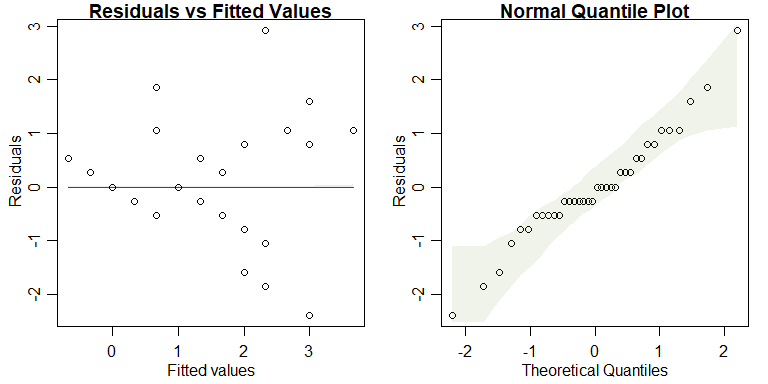 Residuals vs Fitted Values
Residuals
3
2
1
0
-1
-2
0 1 2 3
Fitted values
Normal Quantile Plot
Residuals
3
2
1
0
-1
-2
-2 -1 0 1 2
Theoretical Quantiles